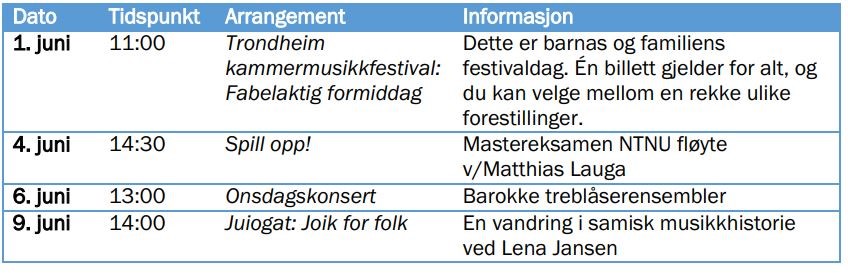 Dato Tidspunkt Arrangement Informasjon
1. juni 11:00 Trondheim Dette er barnas og familiens
kammermusikkfestival: festivaldag. Én billett gjelder for alt, og
Fabelaktig formiddag du kan velge mellom en rekke ulike
forestillinger.
4. juni 14:30 Spill opp! Mastereksamen NTNU fløyte
v/Matthias Lauga
6. juni 13:00 Onsdagskonsert Barokke treblåserensembler
9. juni 14:00 Juiogat: Joik for folk En vandring i samisk musikkhistorie
ved Lena Jansen